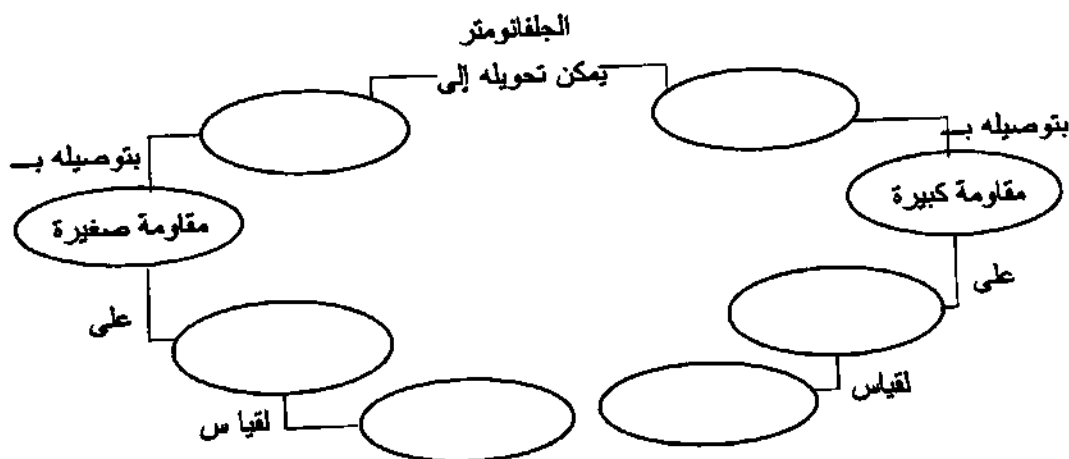 الجلفانومتر
يمكن تحويله إلى
بتوصيله بـ
بتوصيله بـ
مقاومة كبيرة
مقاومة صغيرة
على
على
لقياس
لقيا س